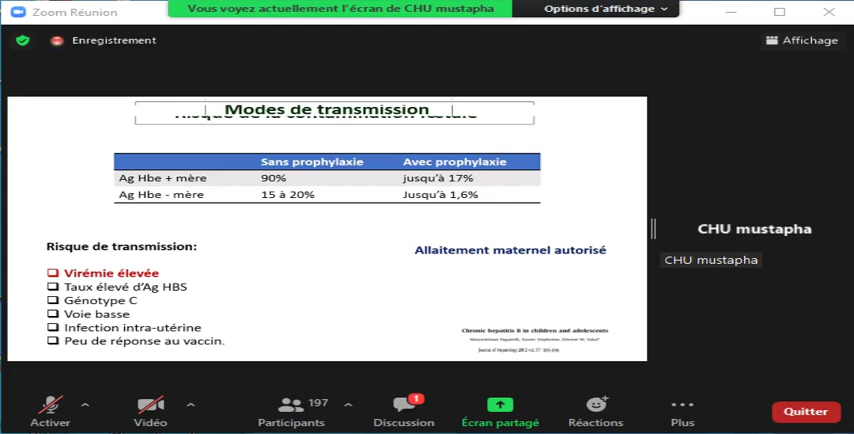 Zoom Réunion
Vous voyez actuellement l'écran de CHU mustapha
Options d'affichage
Enregistrement
Affichage
Modes de transmission
Sans prophylaxie Avec prophylaxie
Ag Hbe + mère 90% jusqu'à 17%
Ag Hbe - mère 15 à 20% Jusqu'à 1,6%
Risque de transmission:
Allaitement maternel autorisé
Virémie élevée
Taux élevé d'Ag HBS
Génotype C
Voie basse
Infection intra-utérine
Peu de réponse au vaccin.
Chronic hepatitis B in children and adolescents
CHU mustapha
CHU mustapha
197
1
Activer
Vidéo
Participants
Discussion
Écran partagé
Réactions
Plus
Quitter